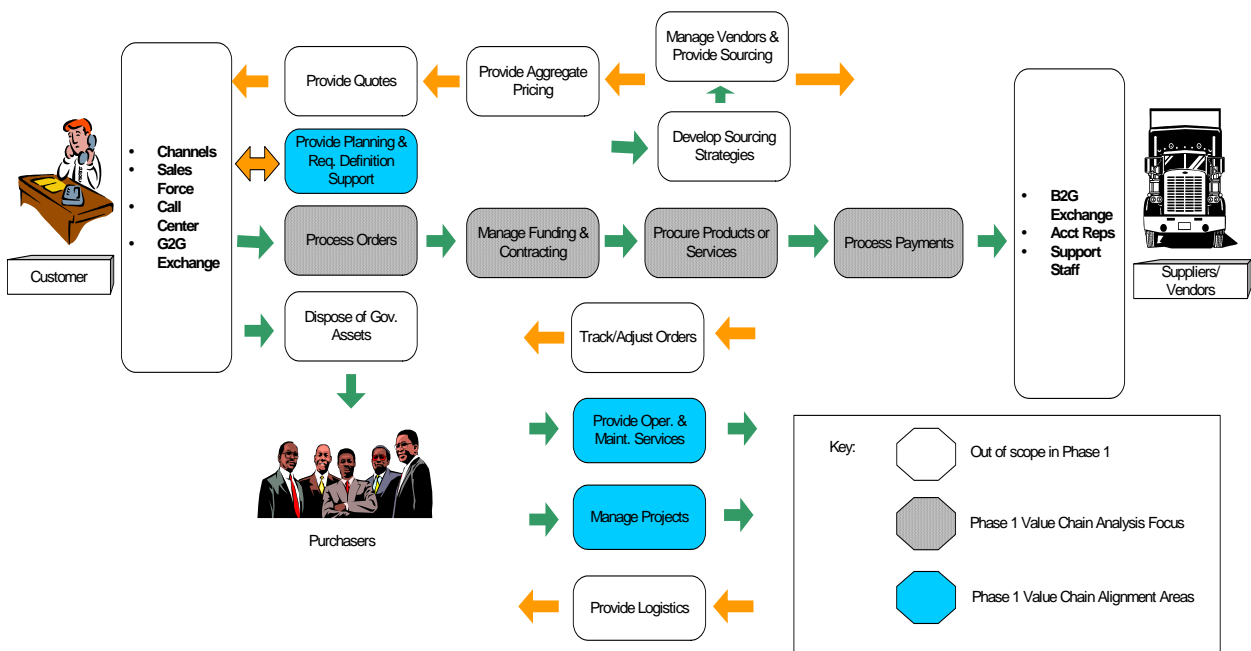 Manage Vendors &
Provide Sourcing
Provide Quotes
Provide Aggregate
Pricing
Develop Sourcing
Strategies
• Channels
• Sales
Force
• Call
Center
• G2G
Exchange
Provide Planning &
Req. Definition
Support
Customer
Process Orders
Manage Funding &
Contracting
Procure Products or
Services
Process Payments
• B2G
Exchange
• Acct Reps
• Support
Staff
Suppliers/
Vendors
Dispose of Gov.
Assets
Track/Adjust Orders
Provide Oper. &
Maint. Services
Manage Projects
Purchasers
Provide Logistics
Key:
Out of scope in Phase 1
Phase 1 Value Chain Analysis Focus
Phase 1 Value Chain Alignment Areas